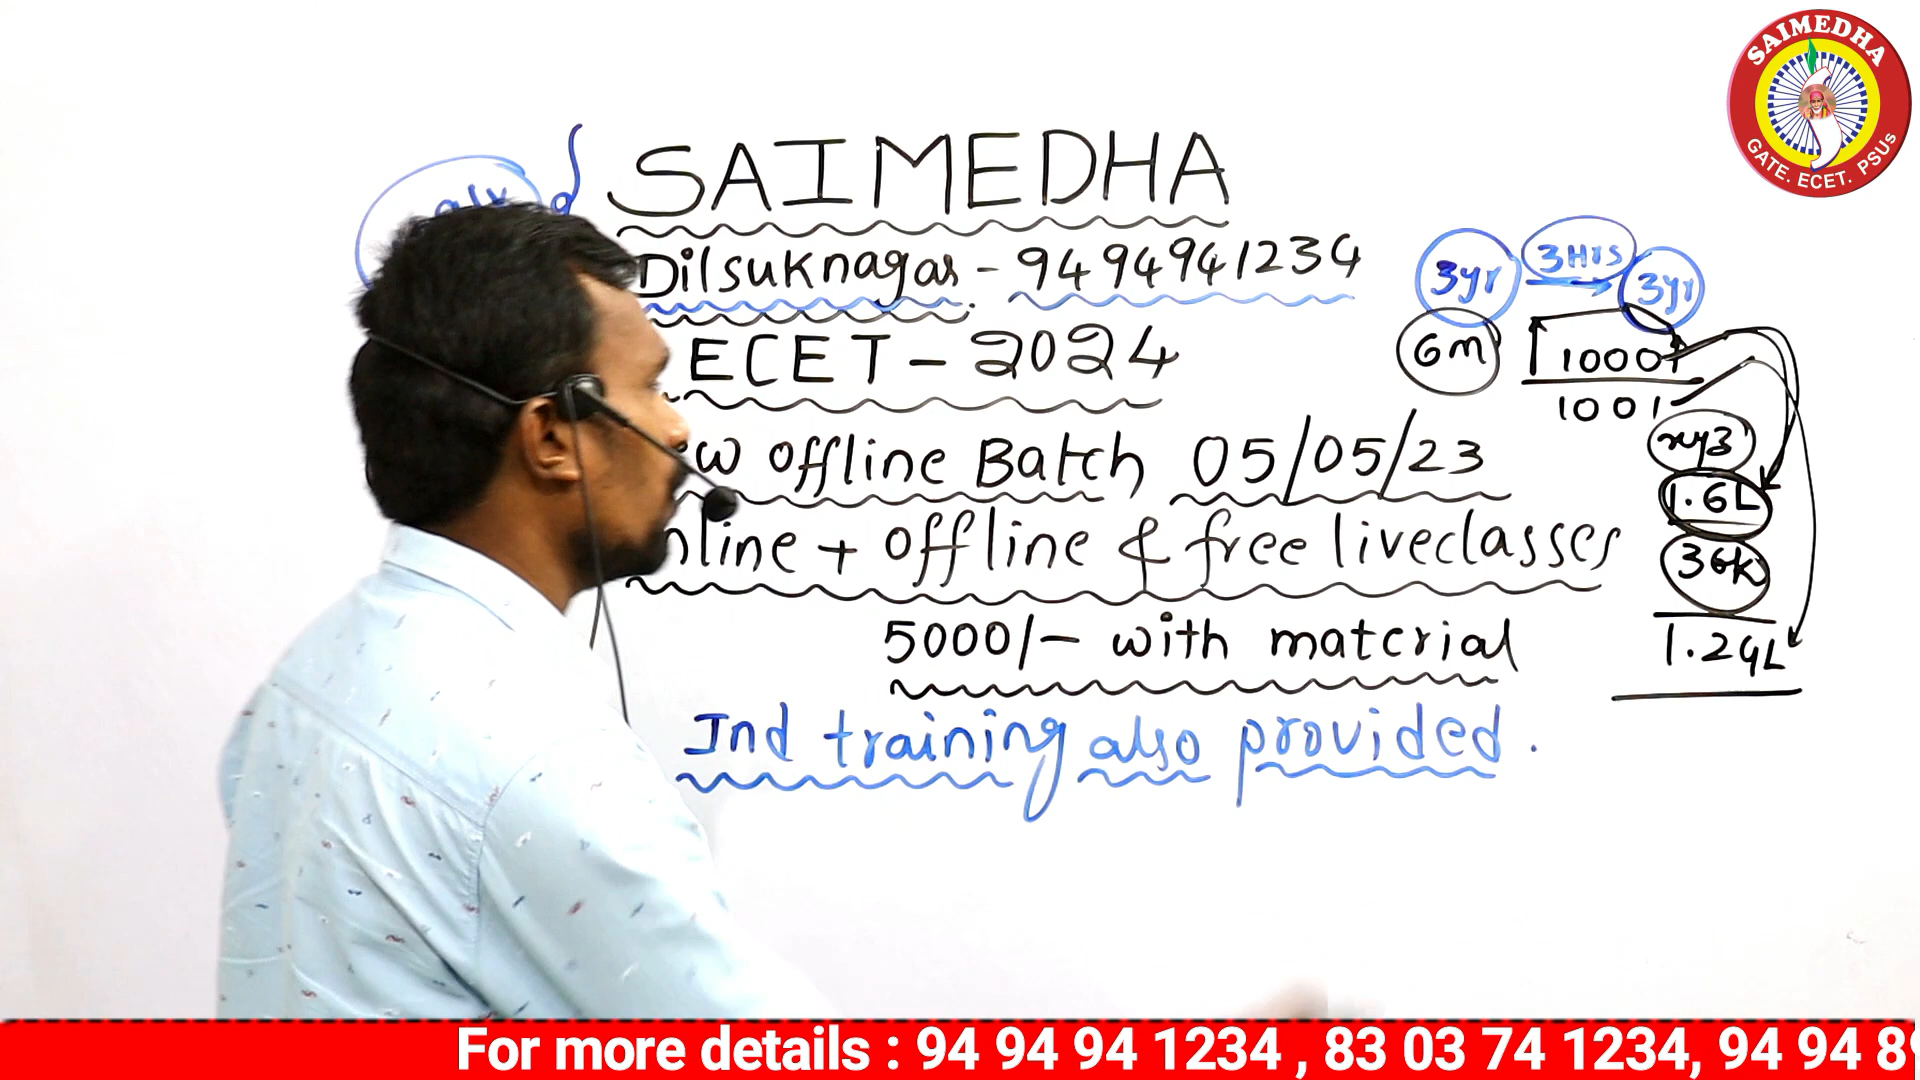 SAIMEDHA
GATE. ECET. PSUs
SAIMEDHA
Dilsuknagar - 9494941234
ECET - 2024
offline Batch 05/05/23
+ offline & free liveclasses
5000/- with material
Ind training also provided.
3yr 3Hrs 3yr
6m 1000
1001
xyz
1.6L
36k
1.24L
For more details : 94 94 94 1234 , 83 03 74 1234, 94 94 8